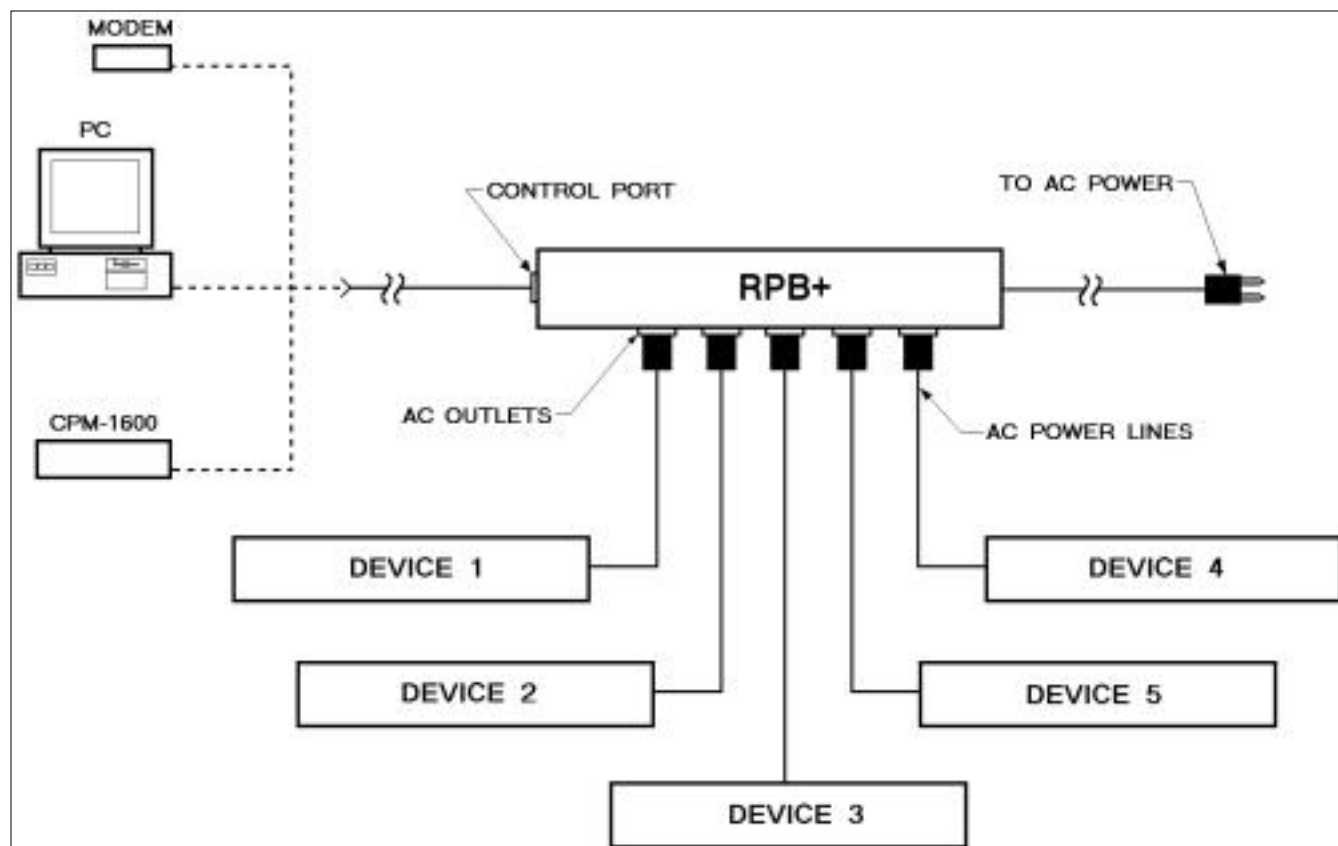 MODEM
PC
CONTROL PORT
TO AC POWER
RPB+
AC OUTLETS
AC POWER LINES
CPM-1600
DEVICE 1
DEVICE 4
DEVICE 2
DEVICE 5
DEVICE 3